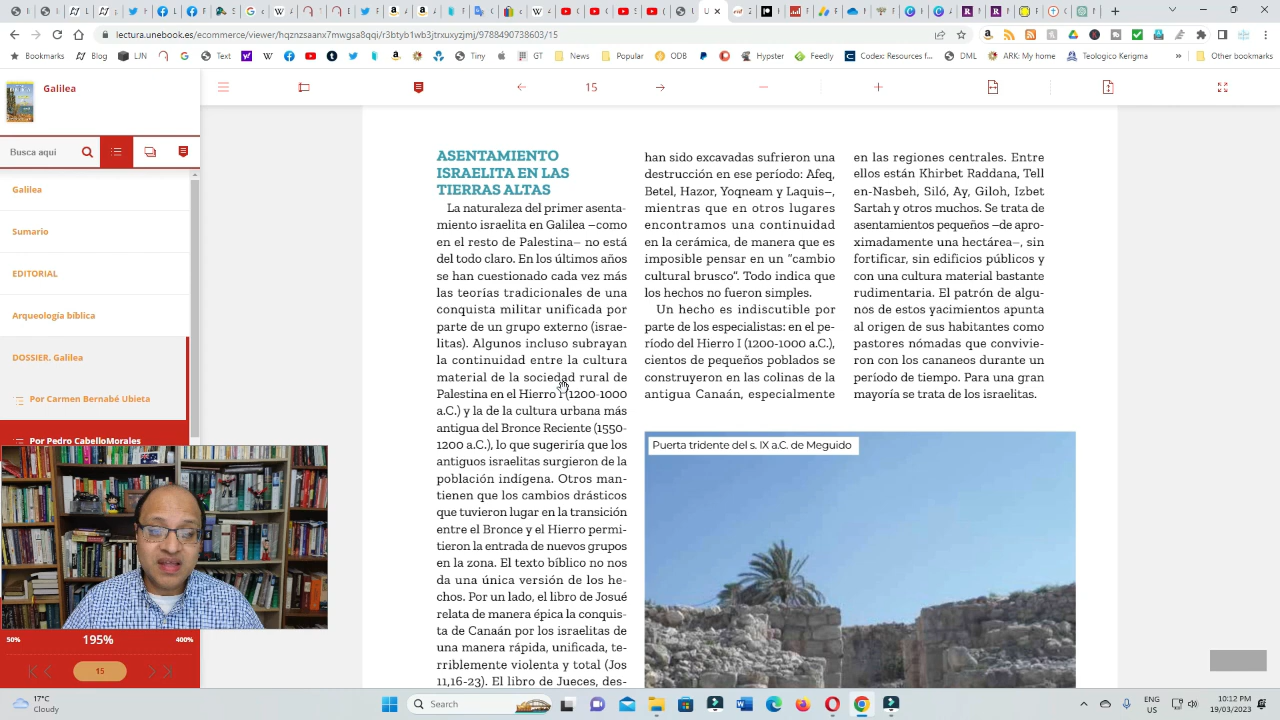 lectura.unebook.es/ecommerce/viewer/hqznzsaanx7mwgsa8qqi/r3btyb1wb3jtrxuxyzjmj/9788490738603/15
Bookmarks
Blog
LBN
Text
W.
Y.
T.
T.
S.
Tiny
GT
News
Popular
ODB
P.
Hypster
Feedly
Codex Resources for...
DML
ARK: My home
Teologico Kerigma
Other bookmarks
Galilea
15
Busca aqui
Galilea
Sumario
EDITORIAL
Arqueología bíblica
DOSSIER. Galilea
Por Carmen Bernabé Ubieta
Por Pedro CabelloMorales
50%
195%
400%
15
ASENTAMIENTO
ISRAELITA EN LAS
TIERRAS ALTAS
La naturaleza del primer asenta-
miento israelita en Galilea –como
en el resto de Palestina– no está
del todo claro. En los últimos años
se han cuestionado cada vez más
las teorías tradicionales de una
conquista militar unificada por
parte de un grupo externo (israe-
litas). Algunos incluso subrayan
la continuidad entre la cultura
material de la sociedad rural de
Palestina en el Hierro I (1200-1000
a.C.) y la de la cultura urbana más
antigua del Bronce Reciente (1550-
1200 a.C.), lo que sugeriría que los
antiguos israelitas surgieron de la
población indígena. Otros man-
tienen que los cambios drásticos
que tuvieron lugar en la transición
entre el Bronce y el Hierro permi-
tieron la entrada de nuevos grupos
en la zona. El texto bíblico no nos
da una única versión de los he-
chos. Por un lado, el libro de Josué
relata de manera épica la conquis-
ta de Canaán por los israelitas de
una manera rápida, unificada, te-
rriblemente violenta y total (Jos
11,16-23). El libro de Jueces, des-
han sido excavadas sufrieron una
destrucción en ese período: Afeq,
Betel, Hazor, Yoqneam y Laquis–,
mientras que en otros lugares
encontramos una continuidad
en la cerámica, de manera que es
imposible pensar en un “cambio
cultural brusco”. Todo indica que
los hechos no fueron simples.
Un hecho es indiscutible por
parte de los especialistas: en el pe-
ríodo del Hierro I (1200-1000 a.C.),
cientos de pequeños poblados se
construyeron en las colinas de la
antigua Canaán, especialmente
en las regiones centrales. Entre
ellos están Khirbet Raddana, Tell
en-Nasbeh, Siló, Ay, Giloh, Izbet
Sartah y otros muchos. Se trata de
asentamientos pequeños –de apro-
ximadamente una hectárea–, sin
fortificar, sin edificios públicos y
con una cultura material bastante
rudimentaria. El patrón de algu-
nos de estos yacimientos apunta
al origen de sus habitantes como
pastores nómadas que convivie-
ron con los cananeos durante un
período de tiempo. Para una gran
mayoría se trata de los israelitas.
Puerta tridente del s. IX a.C. de Meguido
17°C
Cloudy
Search
ENG
10:12 PM
19/03/2023